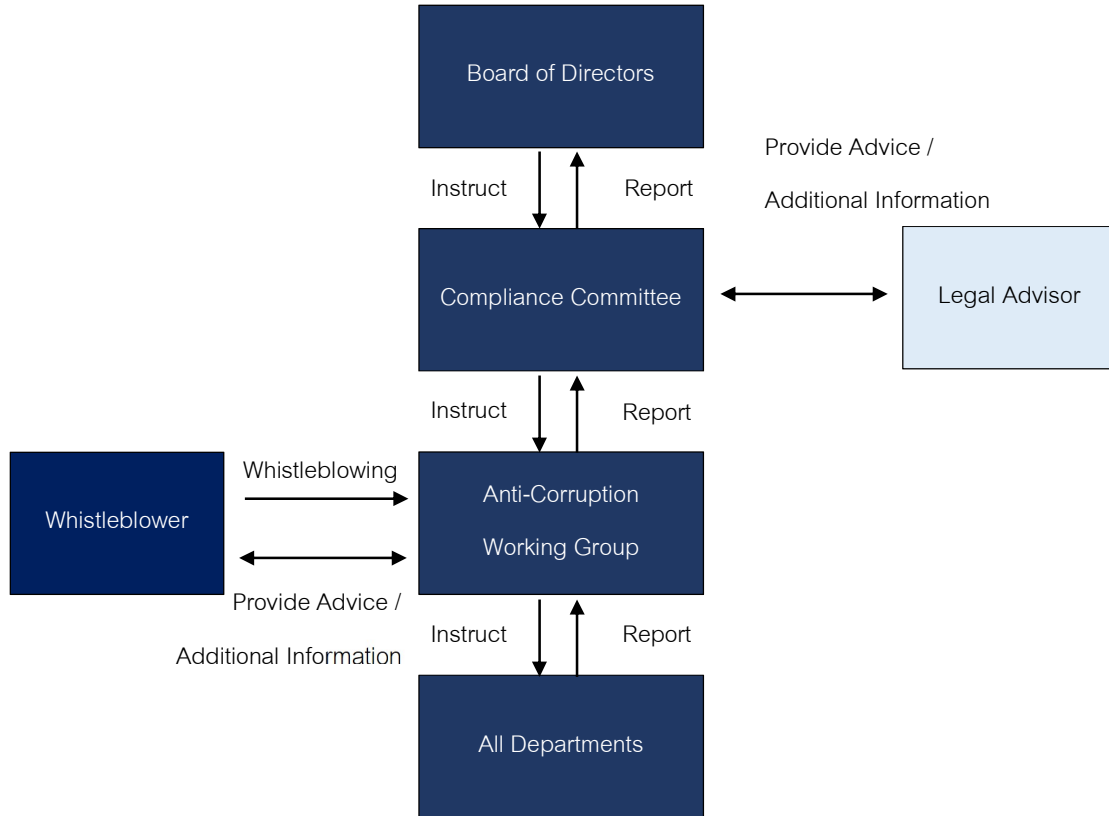 Board of Directors
Provide Advice /
Instruct
Report
Additional Information
Compliance Committee
Legal Advisor
Instruct
Report
Whistleblowing
Anti-Corruption
Whistleblower
Working Group
Provide Advice /
Instruct
Report
Additional Information
All Departments